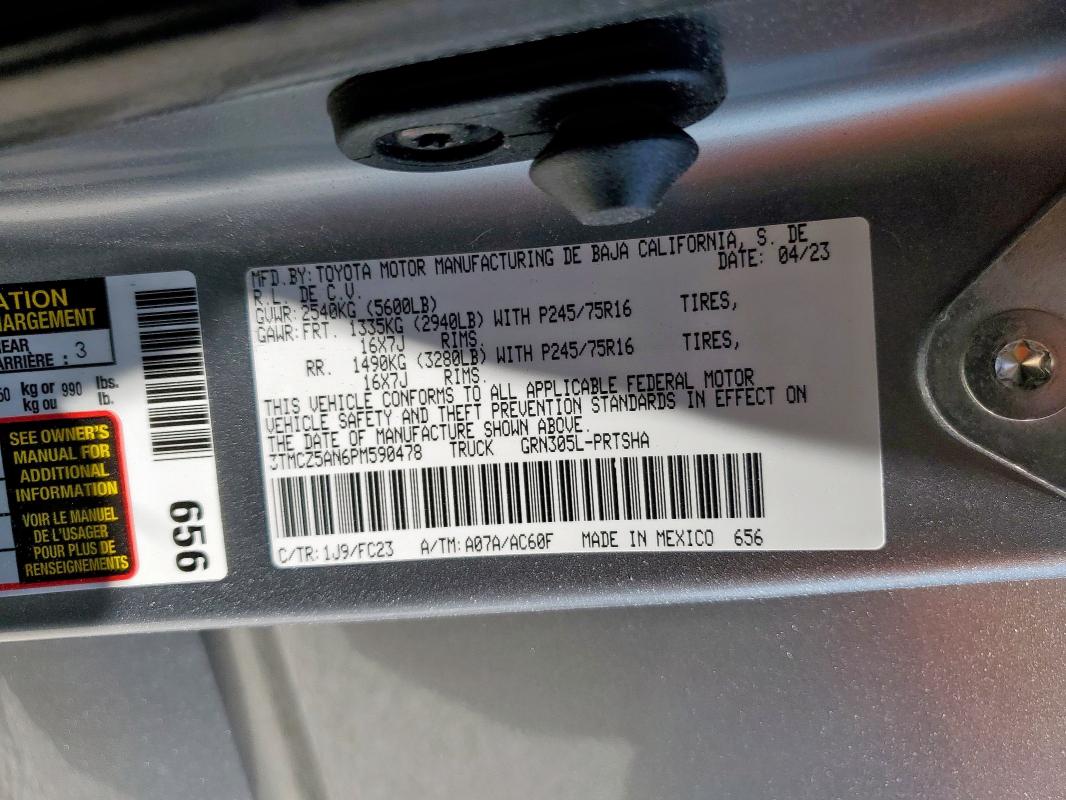 ATION
HARGEMENT
REAR
ARRIÈRE : 3
50 kg or 990 lbs.
kg ou lb.
SEE OWNER'S
MANUAL FOR
ADDITIONAL
INFORMATION
VOIR LE MANUEL
DE L'USAGER
POUR PLUS DE
RENSEIGNEMENTS
656
MFD.BY: TOYOTA MOTOR MANUFACTURING DE BAJA CALIFORNIA, S. DE
R.L. DE C.V. DATE: 04/23
GVWR: 2540KG (5600LB)
GAWR: FRT. 1335KG (2940LB) WITH P245/75R16 TIRES,
16X7J RIMS.
RR. 1490KG (3280LB) WITH P245/75R16 TIRES,
16X7J RIMS.
THIS VEHICLE CONFORMS TO ALL APPLICABLE FEDERAL MOTOR
VEHICLE SAFETY AND THEFT PREVENTION STANDARDS IN EFFECT ON
THE DATE OF MANUFACTURE SHOWN ABOVE.
3TMCZ5AN6PM590478 TRUCK GRN305L-PRTSHA
C/TR: 1J9/FC23 A/TM: A07A/AC60F MADE IN MEXICO 656